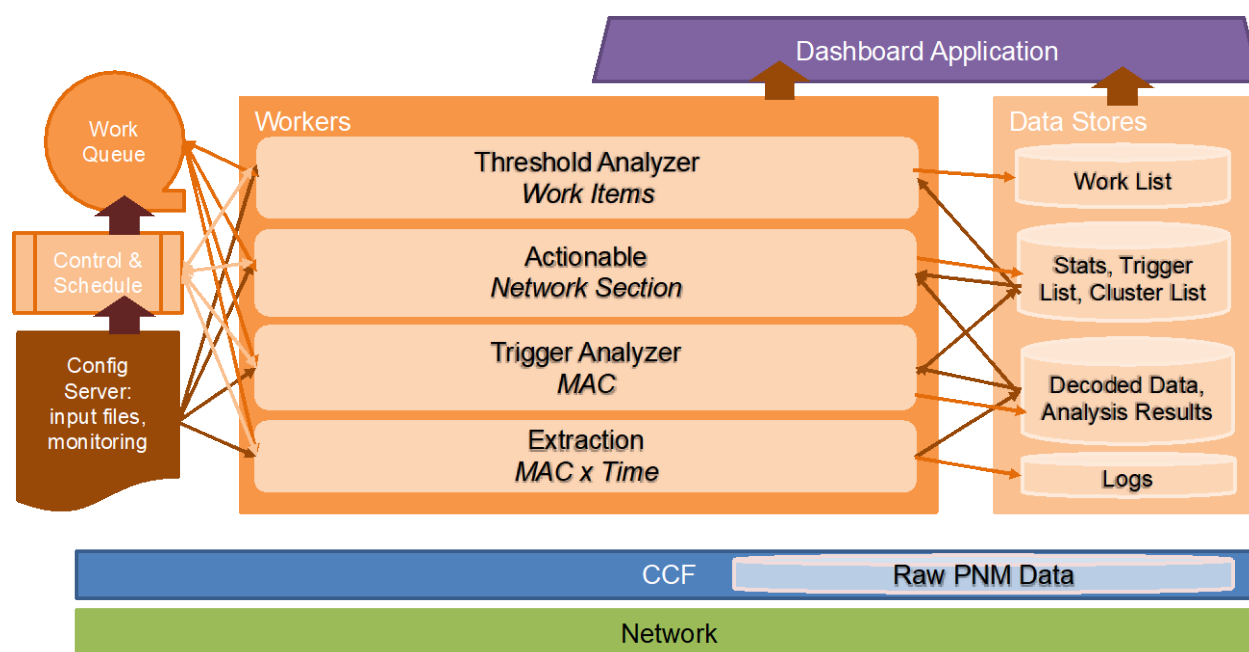 Dashboard Application
Work
Queue
Control &
Schedule
Config
Server:
input files,
monitoring
Workers
Threshold Analyzer
Work Items
Actionable
Network Section
Trigger Analyzer
MAC
Extraction
MAC x Time
Data Stores
Work List
Stats, Trigger
List, Cluster List
Decoded Data,
Analysis Results
Logs
CCF
Raw PNM Data
Network